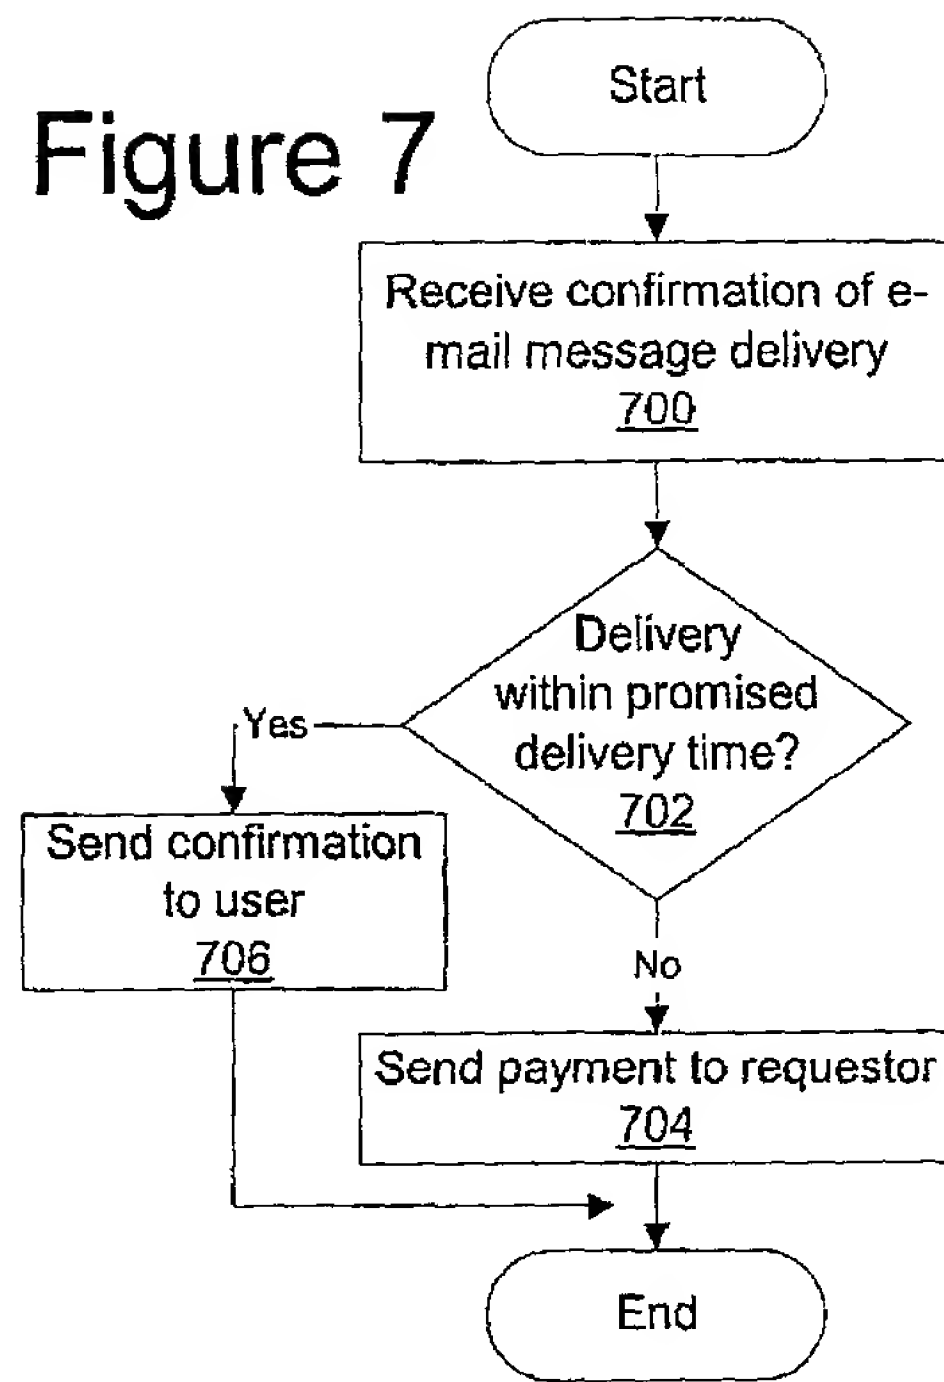 Figure 7
Start
Receive confirmation of e-
mail message delivery
700
Delivery
within promised
delivery time?
702
Yes
Send confirmation
to user
706
No
Send payment to requestor
704
End